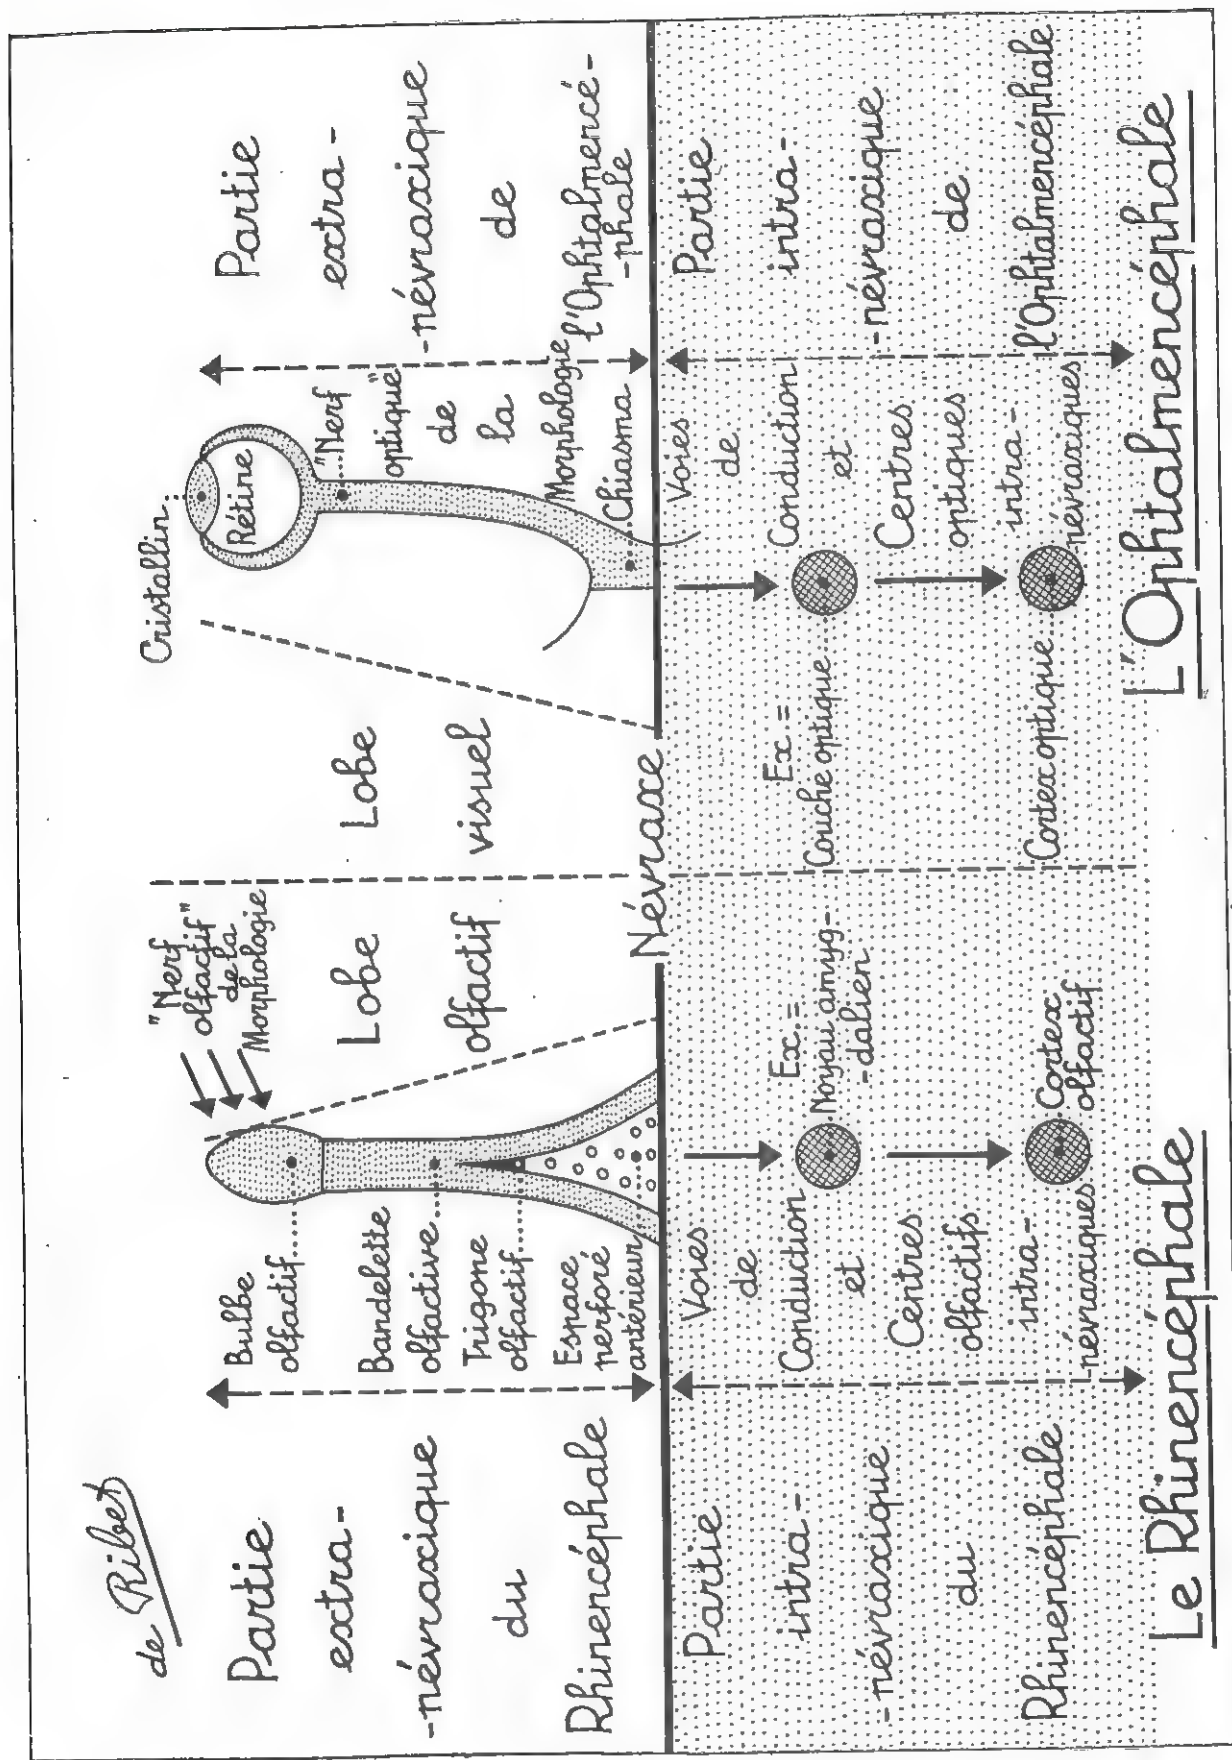 de Ribet
Partie
extra-
-névraxique
du
Rhinencéphale
Bulbe
olfactif
Bandelette
olfactive
Trigone
olfactif
Espace
perforé
antérieur
"Nerf
olfactif"
de la
Morphologie
Lobe
olfactif
Lobe
visuel
Cristallin
Rétine
"Nerf
optique"
de
la
Morphologie
Chiasma
Partie
extra-
-névraxique
de
l'Ophtalmencé-
-phale
Névraxe
Partie
intra-
-névraxique
du
Rhinencéphale
Voies
de
Conduction
et
Centres
olfactifs
intra-
-névraxiques
Ex. =
Noyau amyg-
-dalien
Cortex
olfactif
Ex. =
Couche optique
Cortex optique
Voies
de
Conduction
et
Centres
optiques
intra-
-névraxiques
Partie
intra-
-névraxique
de
l'Ophtalmencéphale
Le Rhinencéphale
L'Ophtalmencéphale